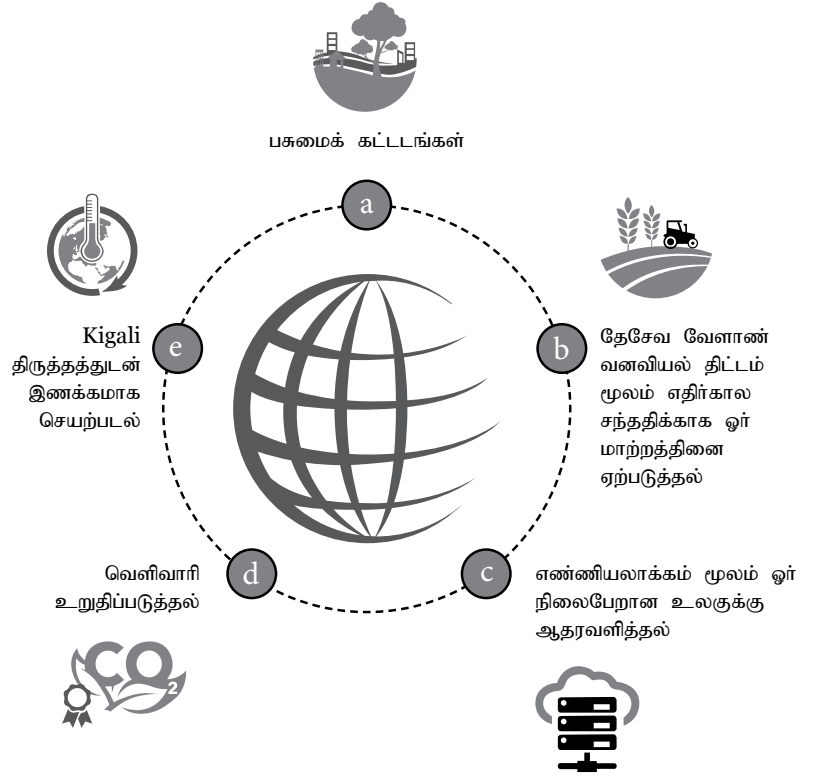 பசுமைக் கட்டடங்கள்
a
b
தேசேவ வேளாண்
வனவியல் திட்டம்
மூலம் எதிர்கால
சந்ததிக்காக ஓர்
மாற்றத்தினை
ஏற்படுத்தல்
c
எண்ணியலாக்கம் மூலம் ஓர்
நிலைபேறான உலகுக்கு
ஆதரவளித்தல்
d
வெளிவாரி
உறுதிப்படுத்தல்
CO2
e
Kigali
திருத்தத்துடன்
இணக்கமாக
செயற்படல்